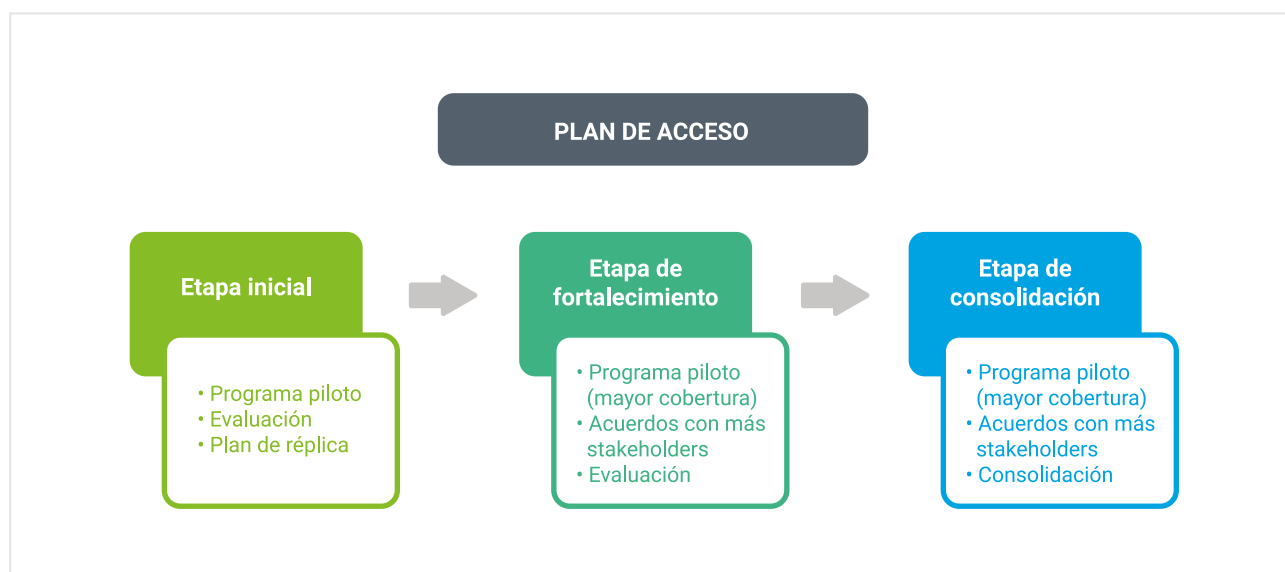 PLAN DE ACCESO
Etapa inicial
• Programa piloto
• Evaluación
• Plan de réplica
Etapa de
fortalecimiento
• Programa piloto
(mayor cobertura)
• Acuerdos con más
stakeholders
• Evaluación
Etapa de
consolidación
• Programa piloto
(mayor cobertura)
• Acuerdos con más
stakeholders
• Consolidación